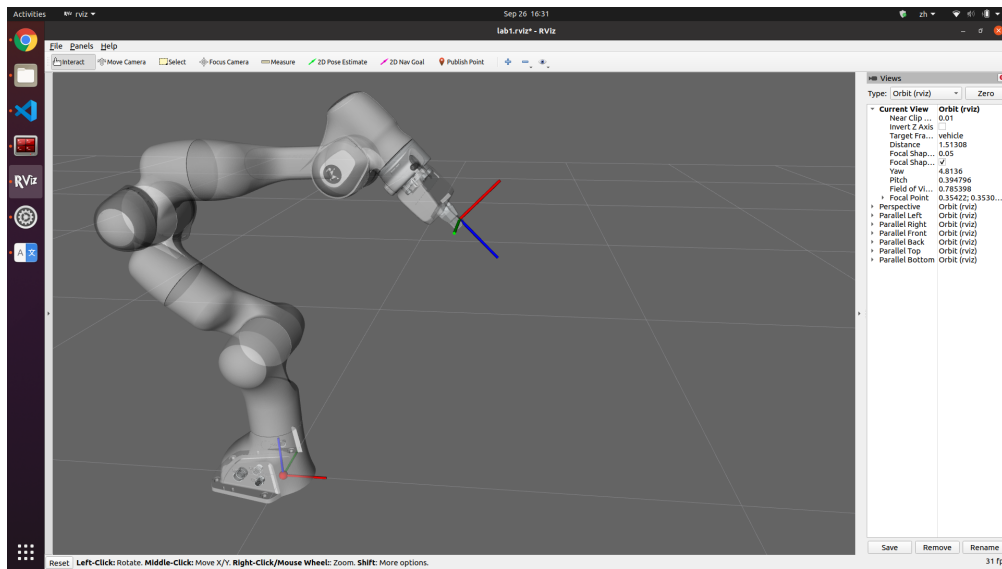 Activities RViz rviz Sep 26 16:31 zh
lab1.rviz* - RViz
File Panels Help
Interact Move Camera Select Focus Camera Measure 2D Pose Estimate 2D Nav Goal Publish Point
Views
Type: Orbit (rviz) Zero
Current View Orbit (rviz)
Near Clip ... 0.01
Invert Z Axis
Target Fra... vehicle
Distance 1.51308
Focal Shap... 0.05
Focal Shap... ✓
Yaw 4.8136
Pitch 0.394796
Field of Vi... 0.785398
Focal Point 0.35422; 0.3530...
Perspective Orbit (rviz)
Parallel Left Orbit (rviz)
Parallel Right Orbit (rviz)
Parallel Front Orbit (rviz)
Parallel Back Orbit (rviz)
Parallel Top Orbit (rviz)
Parallel Bottom Orbit (rviz)
RViz
A 文
Save Remove Rename
Reset Left-Click: Rotate. Middle-Click: Move X/Y. Right-Click/Mouse Wheel:: Zoom. Shift: More options. 31 fp